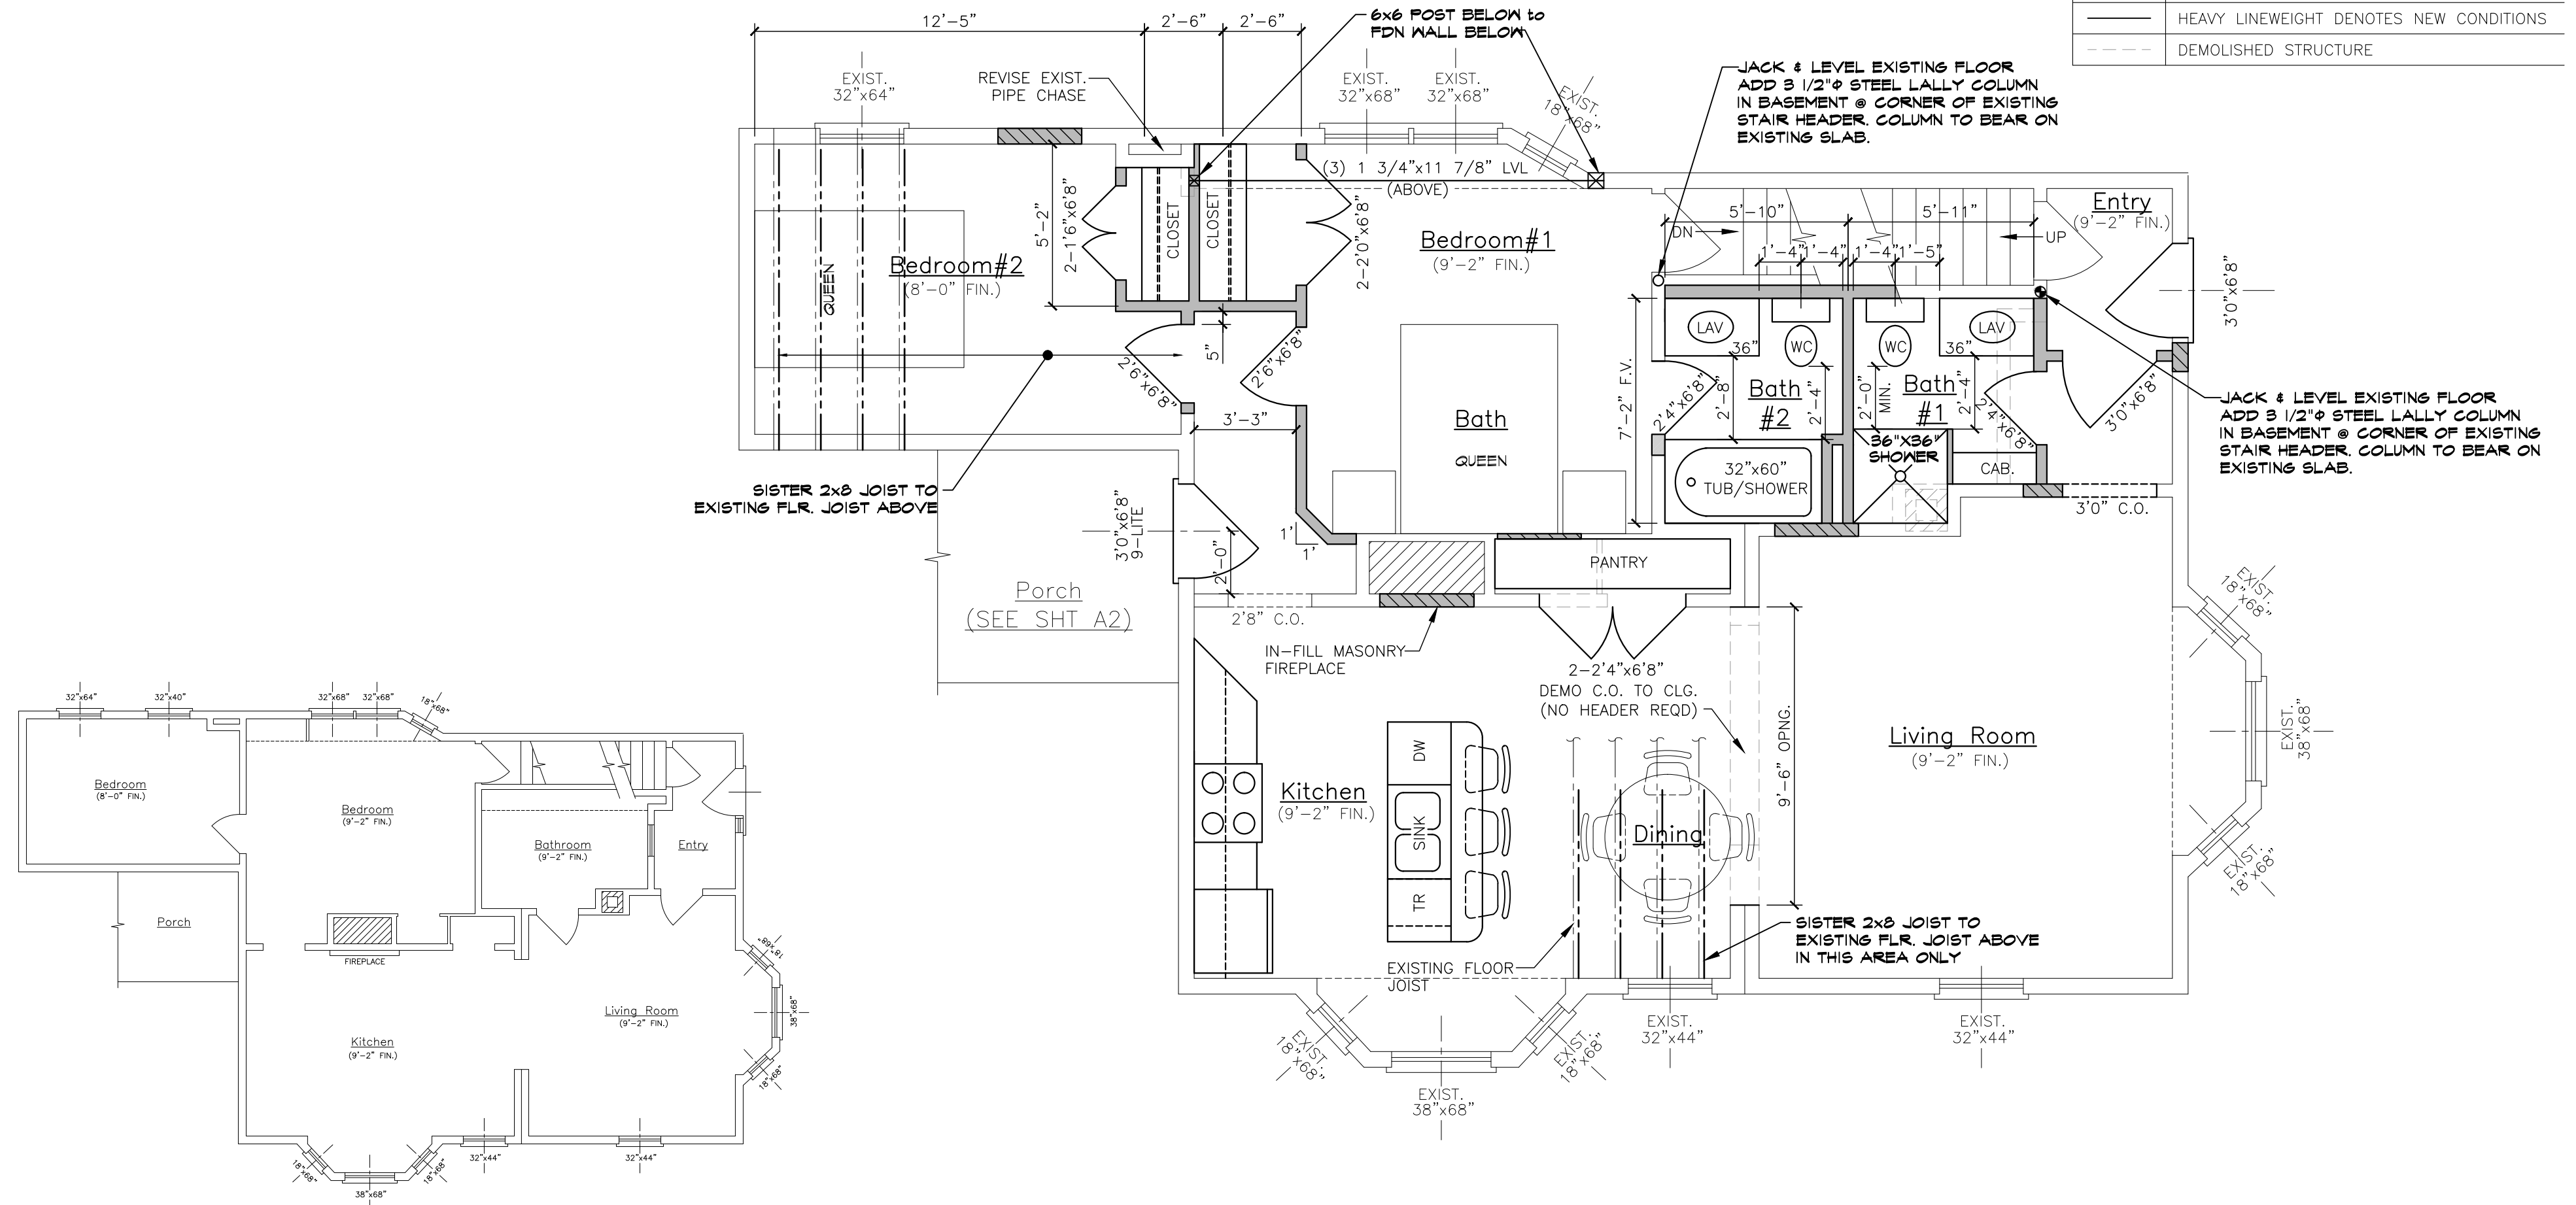 HEAVY LINEWEIGHT DENOTES NEW CONDITIONS
DEMOLISHED STRUCTURE
12'-5"
2'-6"
2'-6"
6x6 POST BELOW to
FDN WALL BELOW
EXIST.
32"x64"
REVISE EXIST.
PIPE CHASE
EXIST.
32"x68"
EXIST.
32"x68"
EXIST.
18"x68"
JACK & LEVEL EXISTING FLOOR
ADD 3 1/2"Φ STEEL LALLY COLUMN
IN BASEMENT @ CORNER OF EXISTING
STAIR HEADER. COLUMN TO BEAR ON
EXISTING SLAB.
(3) 1 3/4"x11 7/8" LVL
(ABOVE)
5'-2"
2-1'6"x6'8"
CLOSET
CLOSET
2-2'0"x6'8"
Bedroom#2
(8'-0" FIN.)
QUEEN
Bedroom#1
(9'-2" FIN.)
5'-10"
5'-11"
DN
UP
1'-4"
1'-4"
1'-4"
1'-5"
Entry
(9'-2" FIN.)
3'0"x6'8"
5"
2'6"x6'8"
2'6"x6'8"
3'-3"
Bath
QUEEN
7'-2" F.V.
LAV
36"
WC
WC
LAV
36"
2'4"x6'8"
2'-8"
Bath
#2
2'-4"
2'-0"
MIN.
Bath
#1
2'-4"
2'4"x6'8"
3'0"x6'8"
36"X36"
SHOWER
CAB.
32"x60"
TUB/SHOWER
3'0" C.O.
JACK & LEVEL EXISTING FLOOR
ADD 3 1/2"Φ STEEL LALLY COLUMN
IN BASEMENT @ CORNER OF EXISTING
STAIR HEADER. COLUMN TO BEAR ON
EXISTING SLAB.
SISTER 2x8 JOIST TO
EXISTING FLR. JOIST ABOVE
3'0"x6'8"
9-LITE
2'-0"
1'
1'
Porch
(SEE SHT A2)
2'8" C.O.
PANTRY
IN-FILL MASONRY
FIREPLACE
2-2'4"x6'8"
DEMO C.O. TO CLG.
(NO HEADER REQD)
9'-6" OPNG.
Kitchen
(9'-2" FIN.)
DW
SINK
TR
Dining
Living Room
(9'-2" FIN.)
EXIST.
18"x68"
EXIST.
38"x68"
EXIST.
18"x68"
SISTER 2x8 JOIST TO
EXISTING FLR. JOIST ABOVE
IN THIS AREA ONLY
EXISTING FLOOR
JOIST
EXIST.
18"x68"
EXIST.
38"x68"
EXIST.
18"x68"
EXIST.
32"x44"
EXIST.
32"x44"
32"x64"
32"x40"
32"x68"
32"x68"
18"x68"
Bedroom
(8'-0" FIN.)
Bedroom
(9'-2" FIN.)
Bathroom
(9'-2" FIN.)
Entry
Porch
FIREPLACE
18"x68"
38"x68"
18"x68"
Living Room
(9'-2" FIN.)
Kitchen
(9'-2" FIN.)
18"x68"
38"x68"
18"x68"
32"x44"
32"x44"